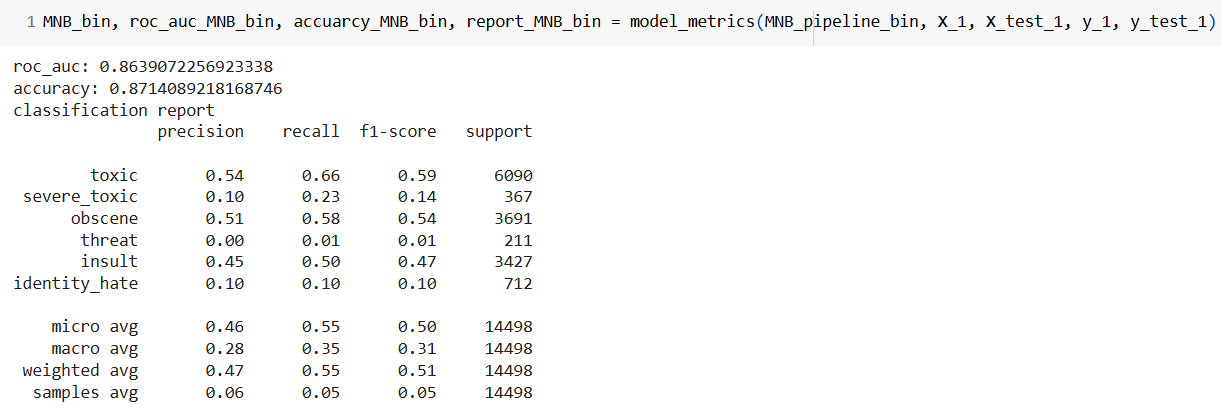 1 MNB_bin, roc_auc_MNB_bin, accuarcy_MNB_bin, report_MNB_bin = model_metrics(MNB_pipeline_bin, X_1, X_test_1, y_1, y_test_1)
roc_auc: 0.8639072256923338
accuracy: 0.8714089218168746
classification report
precision recall f1-score support
toxic 0.54 0.66 0.59 6090
severe_toxic 0.10 0.23 0.14 367
obscene 0.51 0.58 0.54 3691
threat 0.00 0.01 0.01 211
insult 0.45 0.50 0.47 3427
identity_hate 0.10 0.10 0.10 712
micro avg 0.46 0.55 0.50 14498
macro avg 0.28 0.35 0.31 14498
weighted avg 0.47 0.55 0.51 14498
samples avg 0.06 0.05 0.05 14498